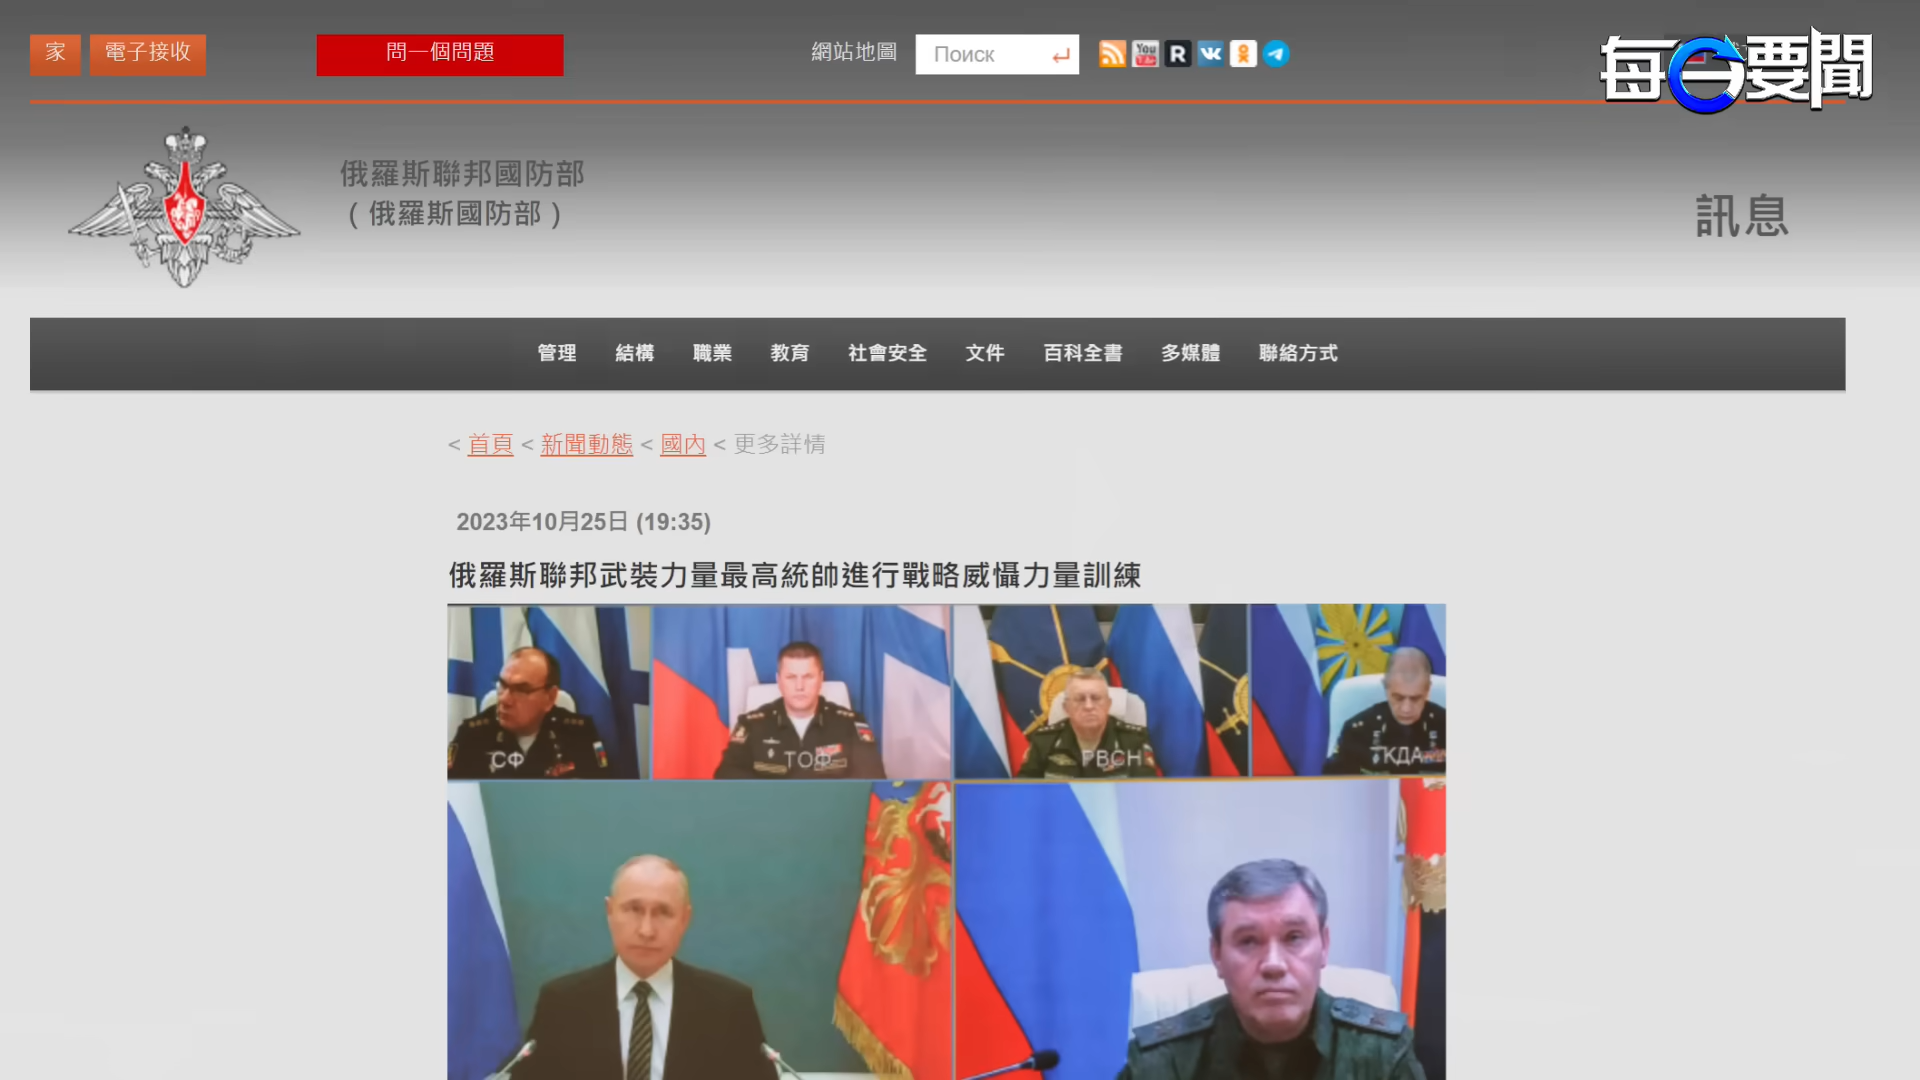 家
電子接收
問一個問題
網站地圖
Поиск
You
Tube
R
每日要聞
俄羅斯聯邦國防部
（俄羅斯國防部）
訊息
管理 結構 職業 教育 社會安全 文件 百科全書 多媒體 聯絡方式
< 首頁 < 新聞動態 < 國內 < 更多詳情
2023年10月25日 (19:35)
俄羅斯聯邦武裝力量最高統帥進行戰略威懾力量訓練
СФ
ТОФ
РВСН
КДА